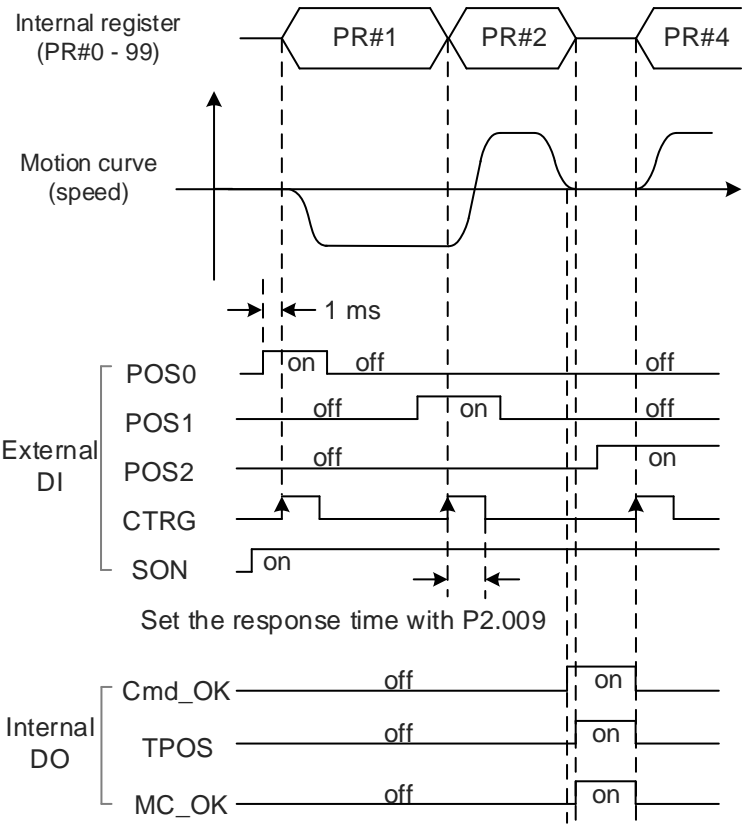 Internal register
(PR#0 - 99)
PR#1
PR#2
PR#4
Motion curve
(speed)
1 ms
External
DI
POS0
on
off
off
POS1
off
on
off
POS2
off
on
CTRG
SON
on
Set the response time with P2.009
Internal
DO
Cmd_OK
off
on
TPOS
off
on
MC_OK
off
on